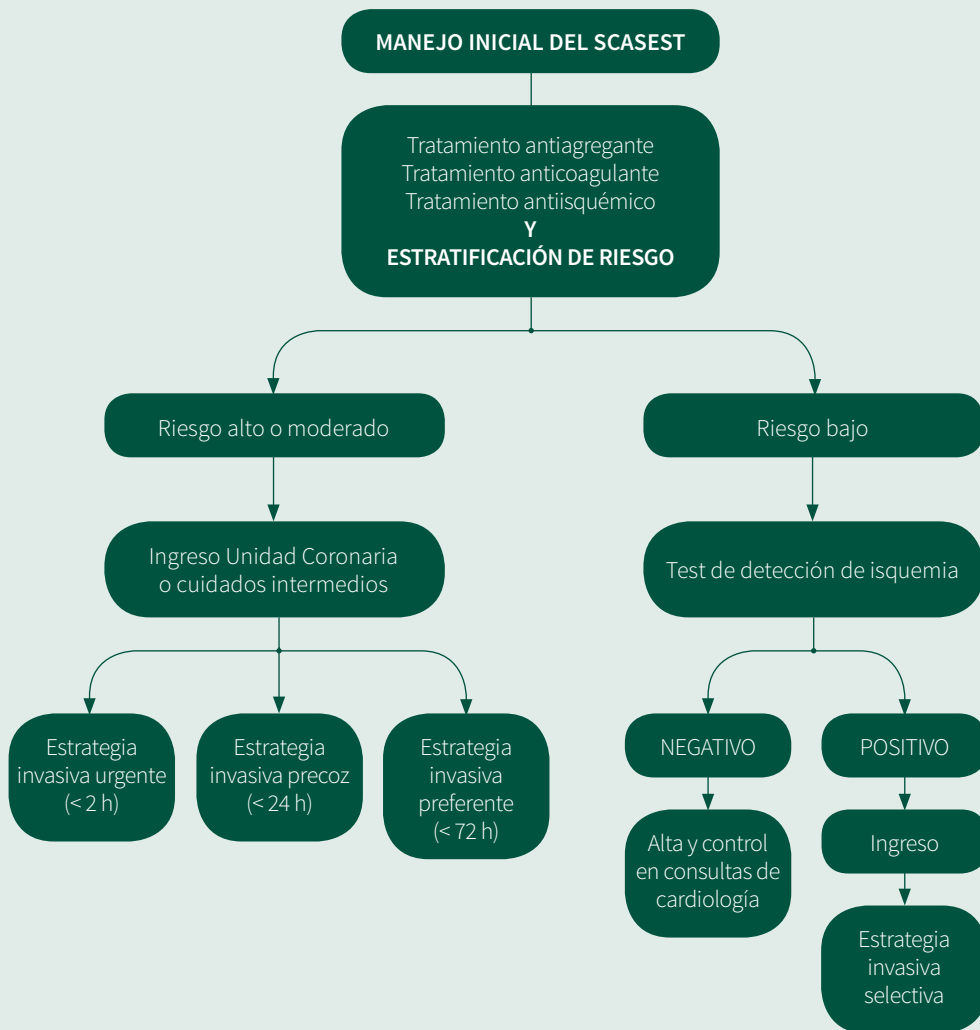 MANEJO INICIAL DEL SCASEST
Tratamiento antiagregante
Tratamiento anticoagulante
Tratamiento antiisquémico
Y
ESTRATIFICACIÓN DE RIESGO
Riesgo alto o moderado
Riesgo bajo
Ingreso Unidad Coronaria
o cuidados intermedios
Test de detección de isquemia
Estrategia
invasiva urgente
(< 2 h)
Estrategia
invasiva precoz
(< 24 h)
Estrategia
invasiva
preferente
(< 72 h)
NEGATIVO
POSITIVO
Alta y control
en consultas de
cardiología
Ingreso
Estrategia
invasiva
selectiva